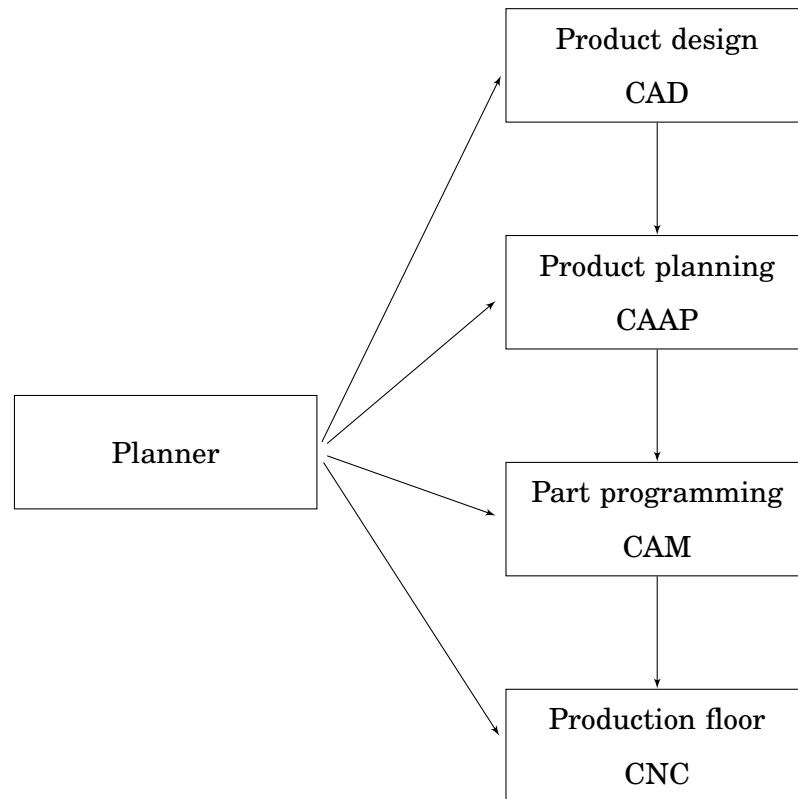 Product design
CAD
Product planning
CAAP
Planner
Part programming
CAM
Production floor
CNC